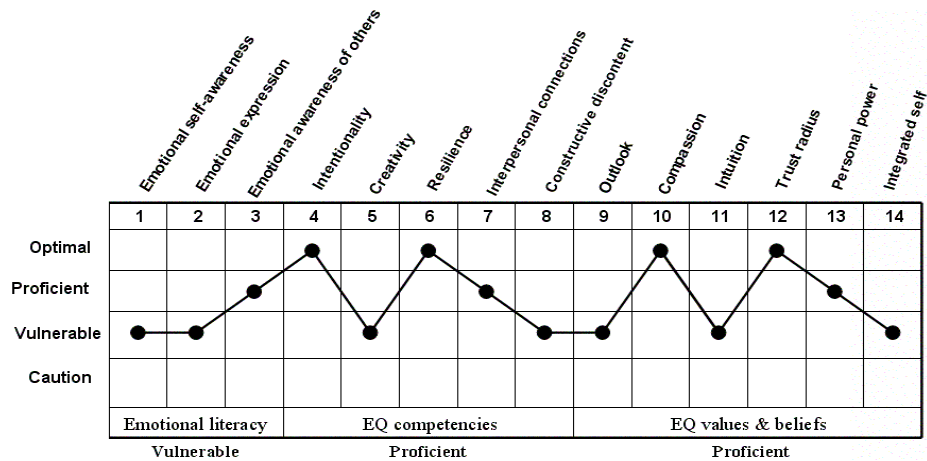 Emotional self-awareness
Emotional expression
Emotional awareness of others
Intentionality
Creativity
Resilience
Interpersonal connections
Constructive discontent
Outlook
Compassion
Intuition
Trust radius
Personal power
Integrated self
1 2 3 4 5 6 7 8 9 10 11 12 13 14
Optimal
Proficient
Vulnerable
Caution
Emotional literacy EQ competencies EQ values & beliefs
Vulnerable Proficient Proficient